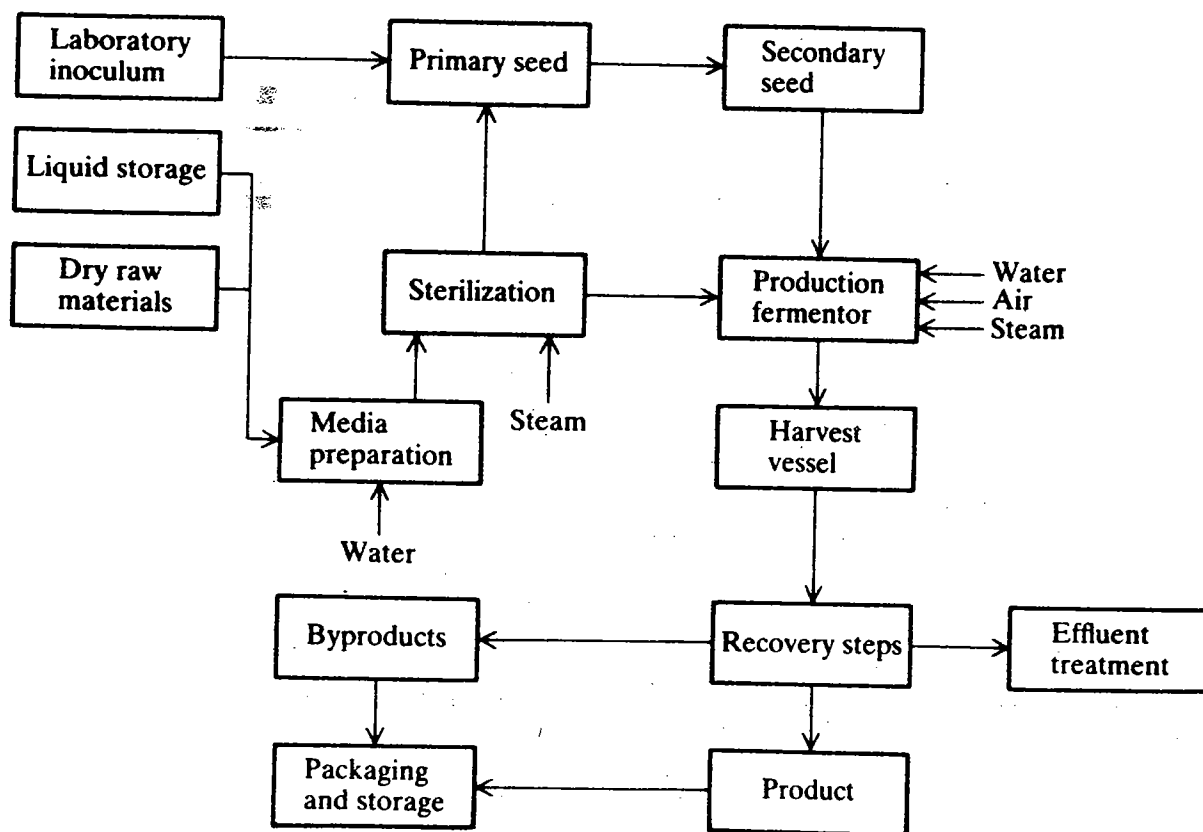 Laboratory
inoculum
Primary seed
Secondary
seed
Liquid storage
Dry raw
materials
Sterilization
Production
fermentor
Water
Air
Steam
Media
preparation
Steam
Harvest
vessel
Water
Byproducts
Recovery steps
Effluent
treatment
Packaging
and storage
Product